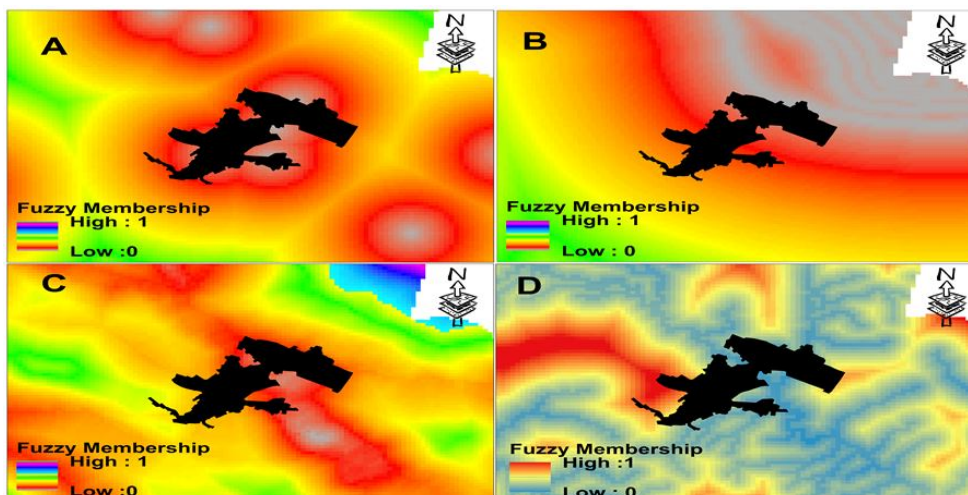 A
N
Fuzzy Membership
High : 1
Low :0
B
N
Fuzzy Membership
High : 1
Low : 0
C
N
Fuzzy Membership
High : 1
Low :0
D
N
Fuzzy Membership
High :1
Low : 0